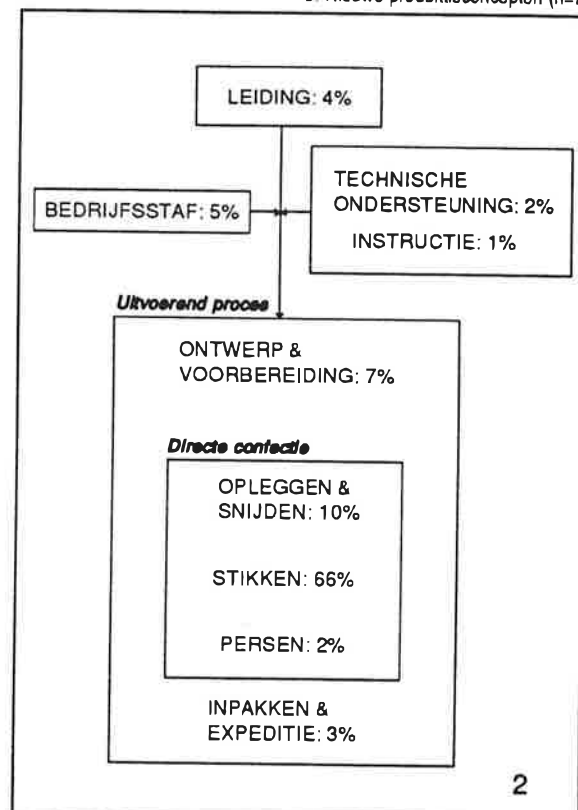 LEIDING: 4%
BEDRIJFSSTAF: 5%
TECHNISCHE
ONDERSTEUNING: 2%
INSTRUCTIE: 1%
Uitvoerend proces
ONTWERP &
VOORBEREIDING: 7%
Directe confectie
OPLEGGEN &
SNIJDEN: 10%
STIKKEN: 66%
PERSEN: 2%
INPAKKEN &
EXPEDITIE: 3%
2